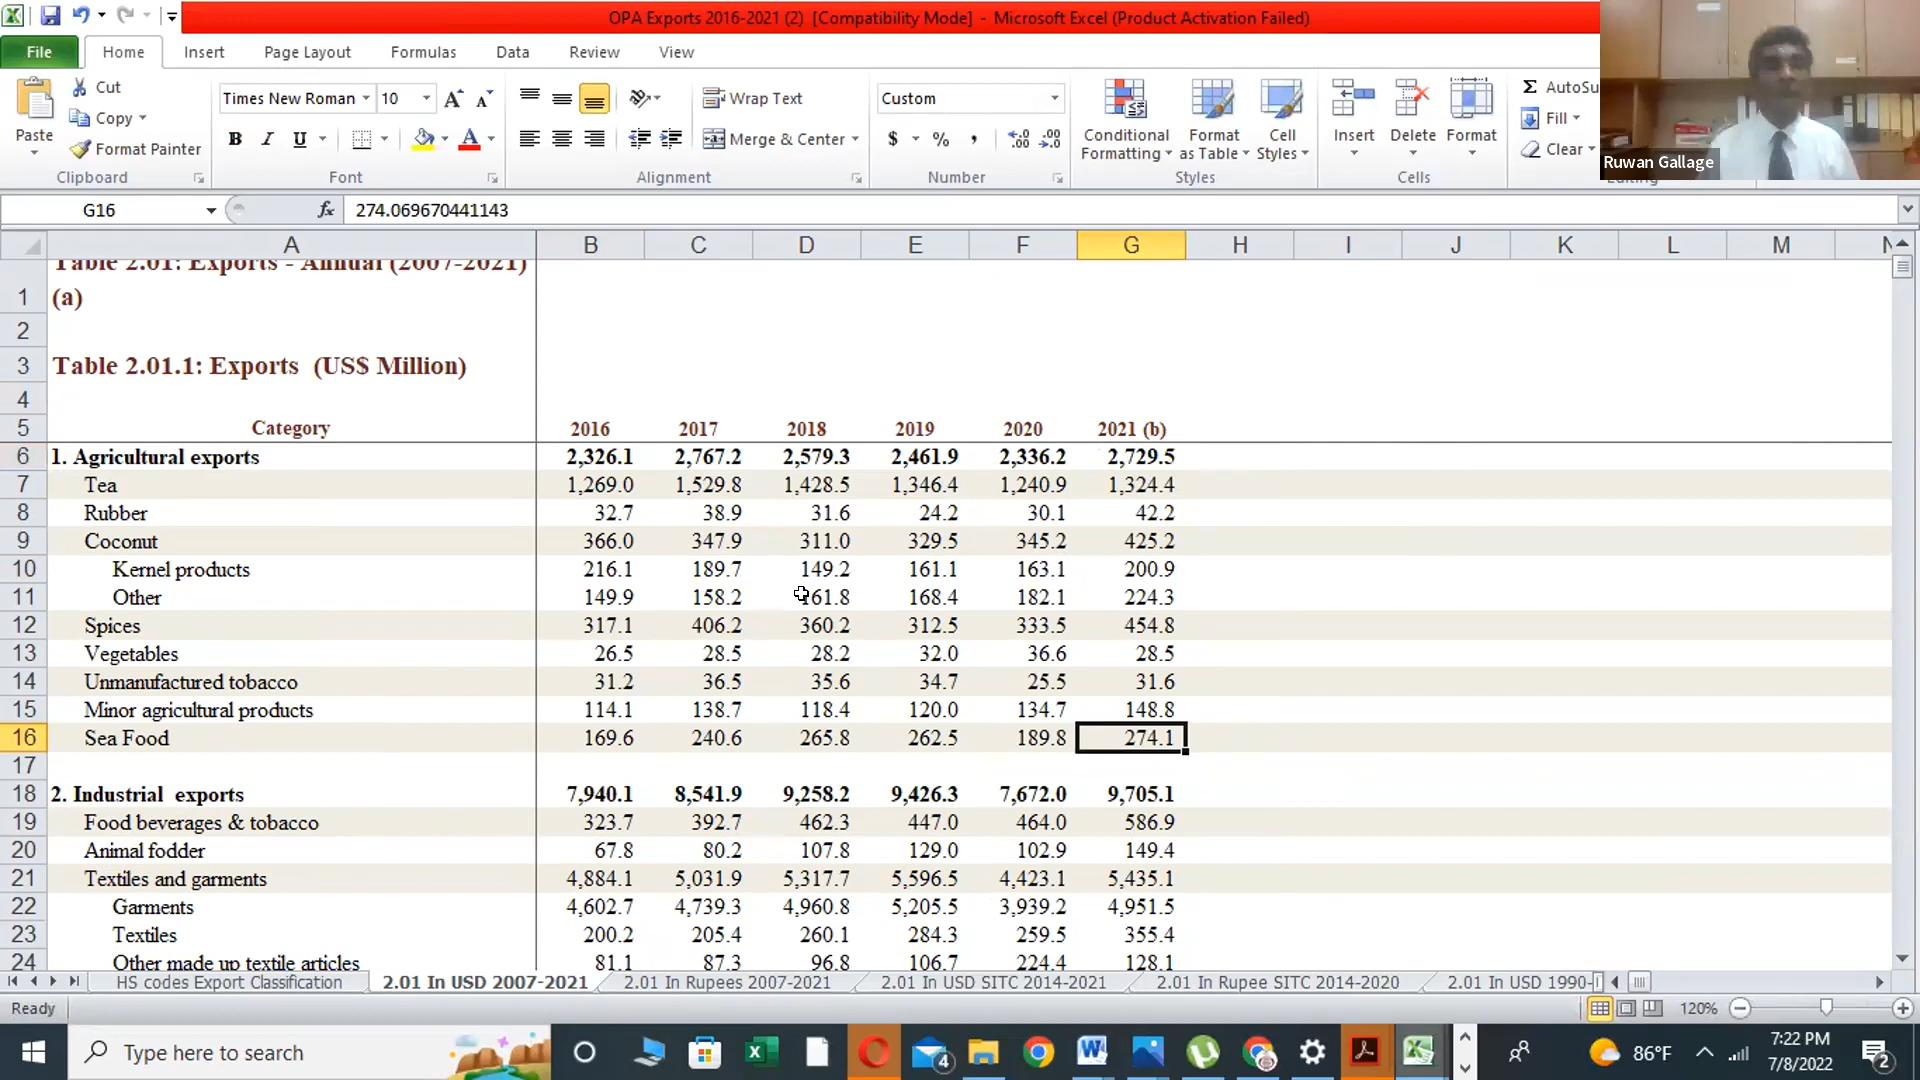 OPA Exports 2016-2021 (2) [Compatibility Mode] - Microsoft Excel (Product Activation Failed)
File Home Insert Page Layout Formulas Data Review View
Cut
Copy
Format Painter
Paste
Clipboard
Times New Roman 10
B I U
Font
Wrap Text
Merge & Center
Alignment
Custom
$ % ,
Number
Conditional Formatting
Format as Table
Cell Styles
Styles
Insert Delete Format
Cells
AutoSu
Fill
Clear
Ruwan Gallage
G16 fx 274.069670441143
A B C D E F G H I J K L M N
Table 2.01: Exports - Annual (2007-2021)
1 (a)
2
3 Table 2.01.1: Exports (US$ Million)
4
5 Category 2016 2017 2018 2019 2020 2021 (b)
6 1. Agricultural exports 2,326.1 2,767.2 2,579.3 2,461.9 2,336.2 2,729.5
7 Tea 1,269.0 1,529.8 1,428.5 1,346.4 1,240.9 1,324.4
8 Rubber 32.7 38.9 31.6 24.2 30.1 42.2
9 Coconut 366.0 347.9 311.0 329.5 345.2 425.2
10 Kernel products 216.1 189.7 149.2 161.1 163.1 200.9
11 Other 149.9 158.2 161.8 168.4 182.1 224.3
12 Spices 317.1 406.2 360.2 312.5 333.5 454.8
13 Vegetables 26.5 28.5 28.2 32.0 36.6 28.5
14 Unmanufactured tobacco 31.2 36.5 35.6 34.7 25.5 31.6
15 Minor agricultural products 114.1 138.7 118.4 120.0 134.7 148.8
16 Sea Food 169.6 240.6 265.8 262.5 189.8 274.1
17
18 2. Industrial exports 7,940.1 8,541.9 9,258.2 9,426.3 7,672.0 9,705.1
19 Food beverages & tobacco 323.7 392.7 462.3 447.0 464.0 586.9
20 Animal fodder 67.8 80.2 107.8 129.0 102.9 149.4
21 Textiles and garments 4,884.1 5,031.9 5,317.7 5,596.5 4,423.1 5,435.1
22 Garments 4,602.7 4,739.3 4,960.8 5,205.5 3,939.2 4,951.5
23 Textiles 200.2 205.4 260.1 284.3 259.5 355.4
24 Other made up textile articles 81.1 87.3 96.8 106.7 224.4 128.1
HS codes Export Classification 2.01 In USD 2007-2021 2.01 In Rupees 2007-2021 2.01 In USD SITC 2014-2021 2.01 In Rupee SITC 2014-2020 2.01 In USD 1990-
Ready 120%
Type here to search
4
86°F
7:22 PM
7/8/2022
2